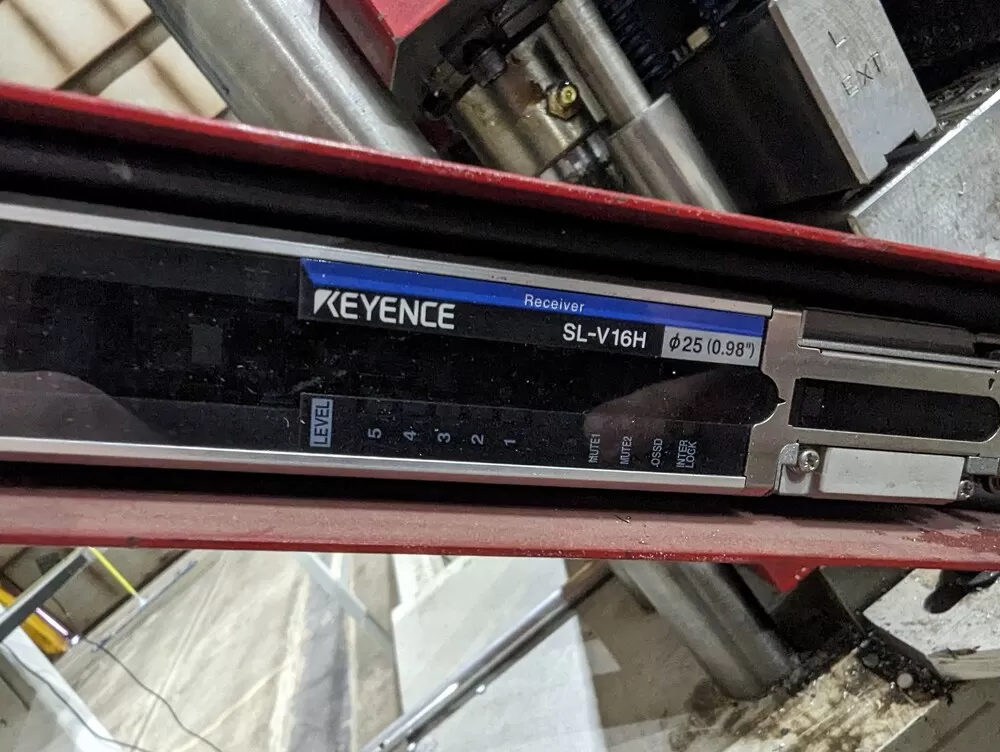 L
EXT
Receiver
KEYENCE
SL-V16H
ϕ25 (0.98")
LEVEL
5
4
3
2
1
MUTE1
MUTE2
OSSD
INTER
LOCK